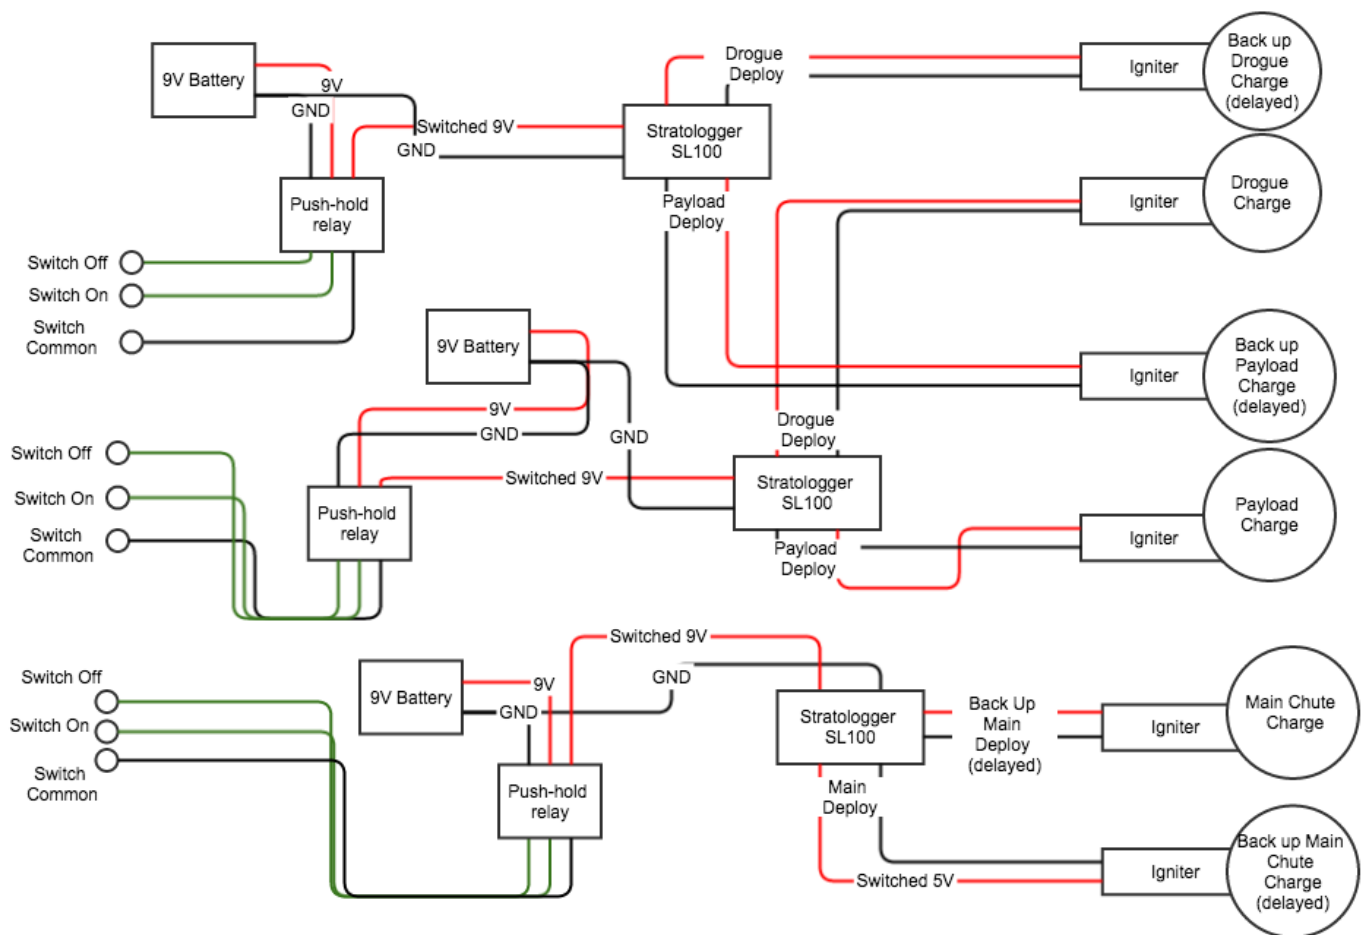 9V Battery
9V
GND
Switched 9V
GND
Drogue
Deploy
Stratologger
SL100
Payload
Deploy
Igniter
Back up
Drogue
Charge
(delayed)
Igniter
Drogue
Charge
Push-hold
relay
Switch Off
Switch On
Switch
Common
9V Battery
9V
GND
GND
Switched 9V
Drogue
Deploy
Stratologger
SL100
Payload
Deploy
Igniter
Back up
Payload
Charge
(delayed)
Igniter
Payload
Charge
Switch Off
Switch On
Switch
Common
Push-hold
relay
Switched 9V
GND
9V Battery
9V
GND
Switch Off
Switch On
Switch
Common
Push-hold
relay
Stratologger
SL100
Back Up
Main
Deploy
(delayed)
Main
Deploy
Switched 5V
Igniter
Main Chute
Charge
Igniter
Back up Main
Chute
Charge
(delayed)